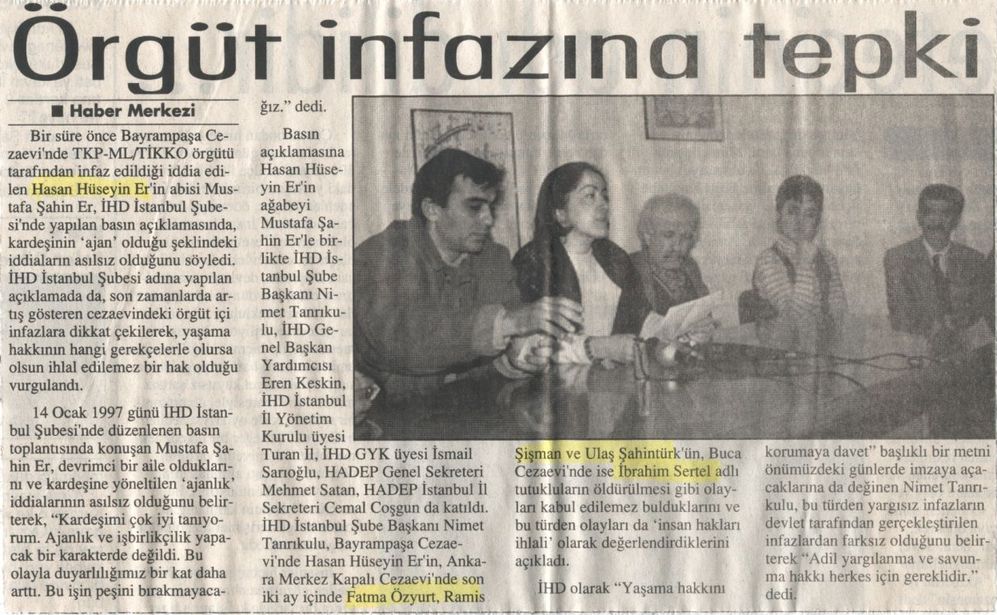 Örgüt infazına tepki
■ Haber Merkezi
Bir süre önce Bayrampaşa Ce-
zaevi'nde TKP-ML/TİKKO örgütü
tarafından infaz edildiği iddia edi-
len Hasan Hüseyin Er'in abisi Mus-
tafa Şahin Er, İHD İstanbul Şube-
si'nde yapılan basın açıklamasında,
kardeşinin 'ajan' olduğu şeklindeki
iddiaların asılsız olduğunu söyledi.
İHD İstanbul Şubesi adına yapılan
açıklamada da, son zamanlarda ar-
tış gösteren cezaevindeki örgüt içi
infazlara dikkat çekilerek, yaşama
hakkının hangi gerekçelerle olursa
olsun ihlal edilemez bir hak olduğu
vurgulandı.
14 Ocak 1997 günü İHD İstan-
bul Şubesi'nde düzenlenen basın
toplantısında konuşan Mustafa Şa-
hin Er, devrimci bir aile oldukları-
nı ve kardeşine yöneltilen 'ajanlık'
iddialarının asılsız olduğunu belir-
terek, “Kardeşimi çok iyi tanıyo-
rum. Ajanlık ve işbirlikçilik yapa-
cak bir karakterde değildi. Bu
olayla duyarlılığımız bir kat daha
arttı. Bu işin peşini bırakmayaca-
ğız.” dedi.
Basın
açıklamasına
Hasan Hüse-
yin Er'in
ağabeyi
Mustafa Şa-
hin Er'le bir-
likte İHD İs-
tanbul Şube
Başkanı Ni-
met Tanrıku-
lu, İHD Ge-
nel Başkan
Yardımcısı
Eren Keskin,
İHD İstanbul
İl Yönetim
Kurulu üyesi
Turan İl, İHD GYK üyesi İsmail
Sarıoğlu, HADEP Genel Sekreteri
Mehmet Satan, HADEP İstanbul İl
Sekreteri Cemal Coşgun da katıldı.
İHD İstanbul Şube Başkanı Nimet
Tanrıkulu, Bayrampaşa Cezae-
vi'nde Hasan Hüseyin Er'in, Anka-
ra Merkez Kapalı Cezaevi'nde son
iki ay içinde Fatma Özyurt, Ramis
Şişman ve Ulaş Şahintürk'ün, Buca
Cezaevi'nde ise İbrahim Sertel adlı
tutukluların öldürülmesi gibi olay-
ları kabul edilemez bulduklarını ve
bu türden olayları da 'insan hakları
ihlali' olarak değerlendirdiklerini
açıkladı.
İHD olarak “Yaşama hakkını
korumaya davet” başlıklı bir metni
önümüzdeki günlerde imzaya aça-
caklarına da değinen Nimet Tanrı-
kulu, bu türden yargısız infazların
devlet tarafından gerçekleştirilen
infazlardan farksız olduğunu belir-
terek “Adil yargılanma ve savun-
ma hakkı herkes için gereklidir.”
dedi.